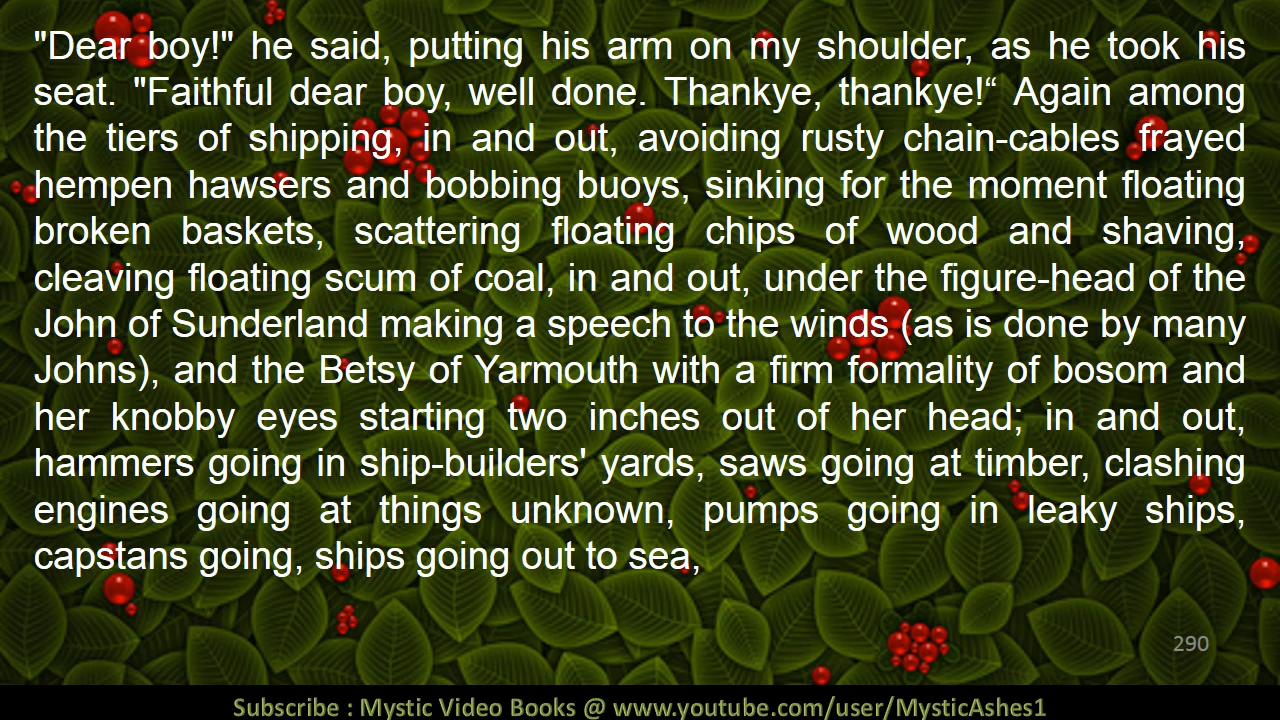 "Dear boy!" he said, putting his arm on my shoulder, as he took his
seat. "Faithful dear boy, well done. Thankye, thankye!“ Again among
the tiers of shipping, in and out, avoiding rusty chain-cables frayed
hempen hawsers and bobbing buoys, sinking for the moment floating
broken baskets, scattering floating chips of wood and shaving,
cleaving floating scum of coal, in and out, under the figure-head of the
John of Sunderland making a speech to the winds (as is done by many
Johns), and the Betsy of Yarmouth with a firm formality of bosom and
her knobby eyes starting two inches out of her head; in and out,
hammers going in ship-builders' yards, saws going at timber, clashing
engines going at things unknown, pumps going in leaky ships,
capstans going, ships going out to sea,
290
Subscribe : Mystic Video Books @ www.youtube.com/user/MysticAshes1